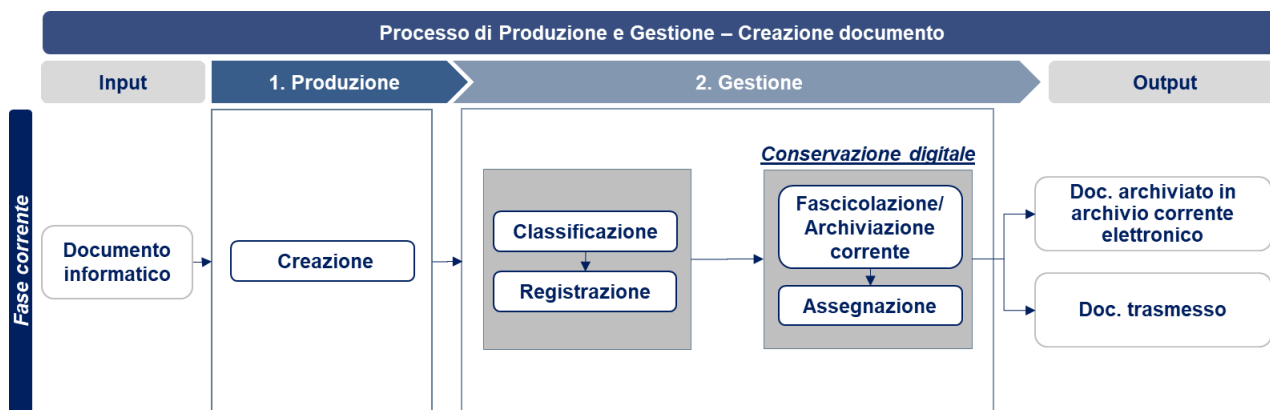 Processo di Produzione e Gestione – Creazione documento
Input
1. Produzione
2. Gestione
Output
Fase corrente
Documento
informatico
Creazione
Classificazione
Registrazione
Conservazione digitale
Fascicolazione/
Archiviazione
corrente
Assegnazione
Doc. archiviato in
archivio corrente
elettronico
Doc. trasmesso